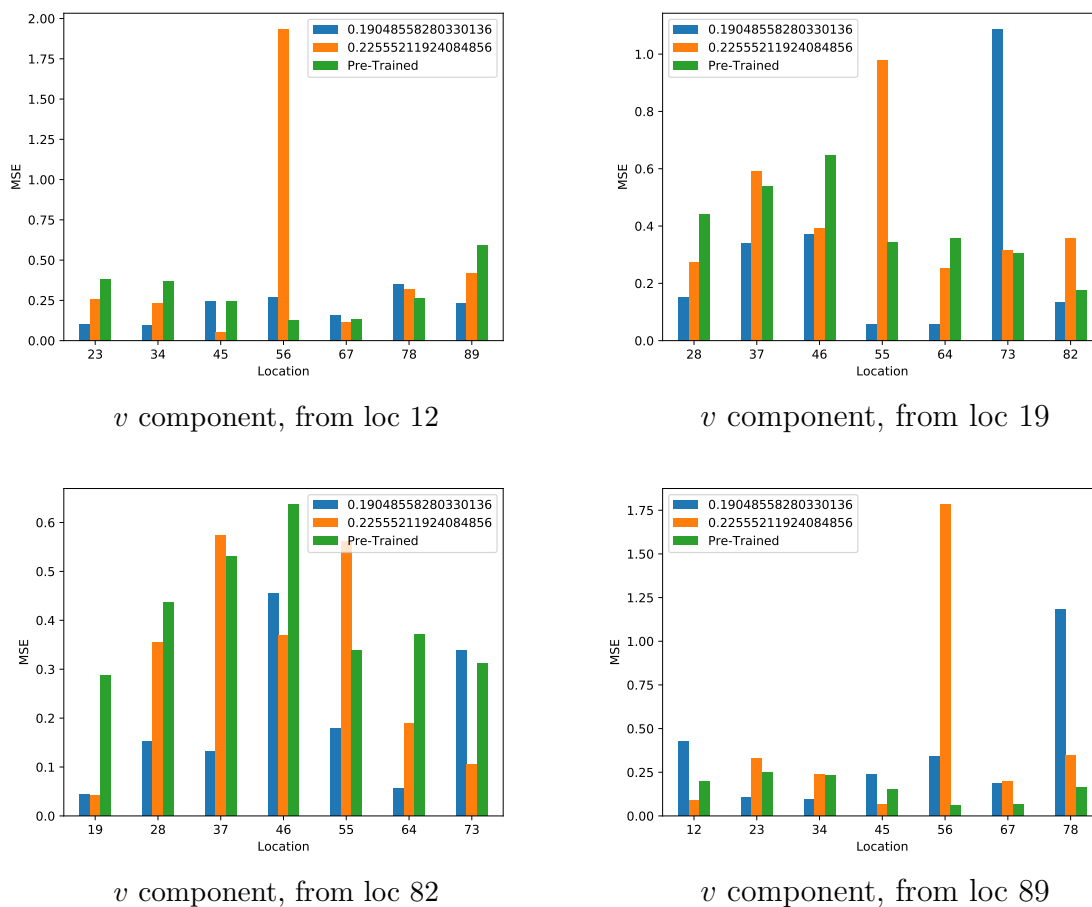 2.00
1.75
1.50
1.25
1.00
0.75
0.50
0.25
0.00
MSE
0.19048558280330136
0.22555211924084856
Pre-Trained
23 34 45 56 67 78 89
Location
v component, from loc 12
1.0
0.8
0.6
0.4
0.2
0.0
MSE
0.19048558280330136
0.22555211924084856
Pre-Trained
28 37 46 55 64 73 82
Location
v component, from loc 19
0.6
0.5
0.4
0.3
0.2
0.1
0.0
MSE
0.19048558280330136
0.22555211924084856
Pre-Trained
19 28 37 46 55 64 73
Location
v component, from loc 82
1.75
1.50
1.25
1.00
0.75
0.50
0.25
0.00
MSE
0.19048558280330136
0.22555211924084856
Pre-Trained
12 23 34 45 56 67 78
Location
v component, from loc 89